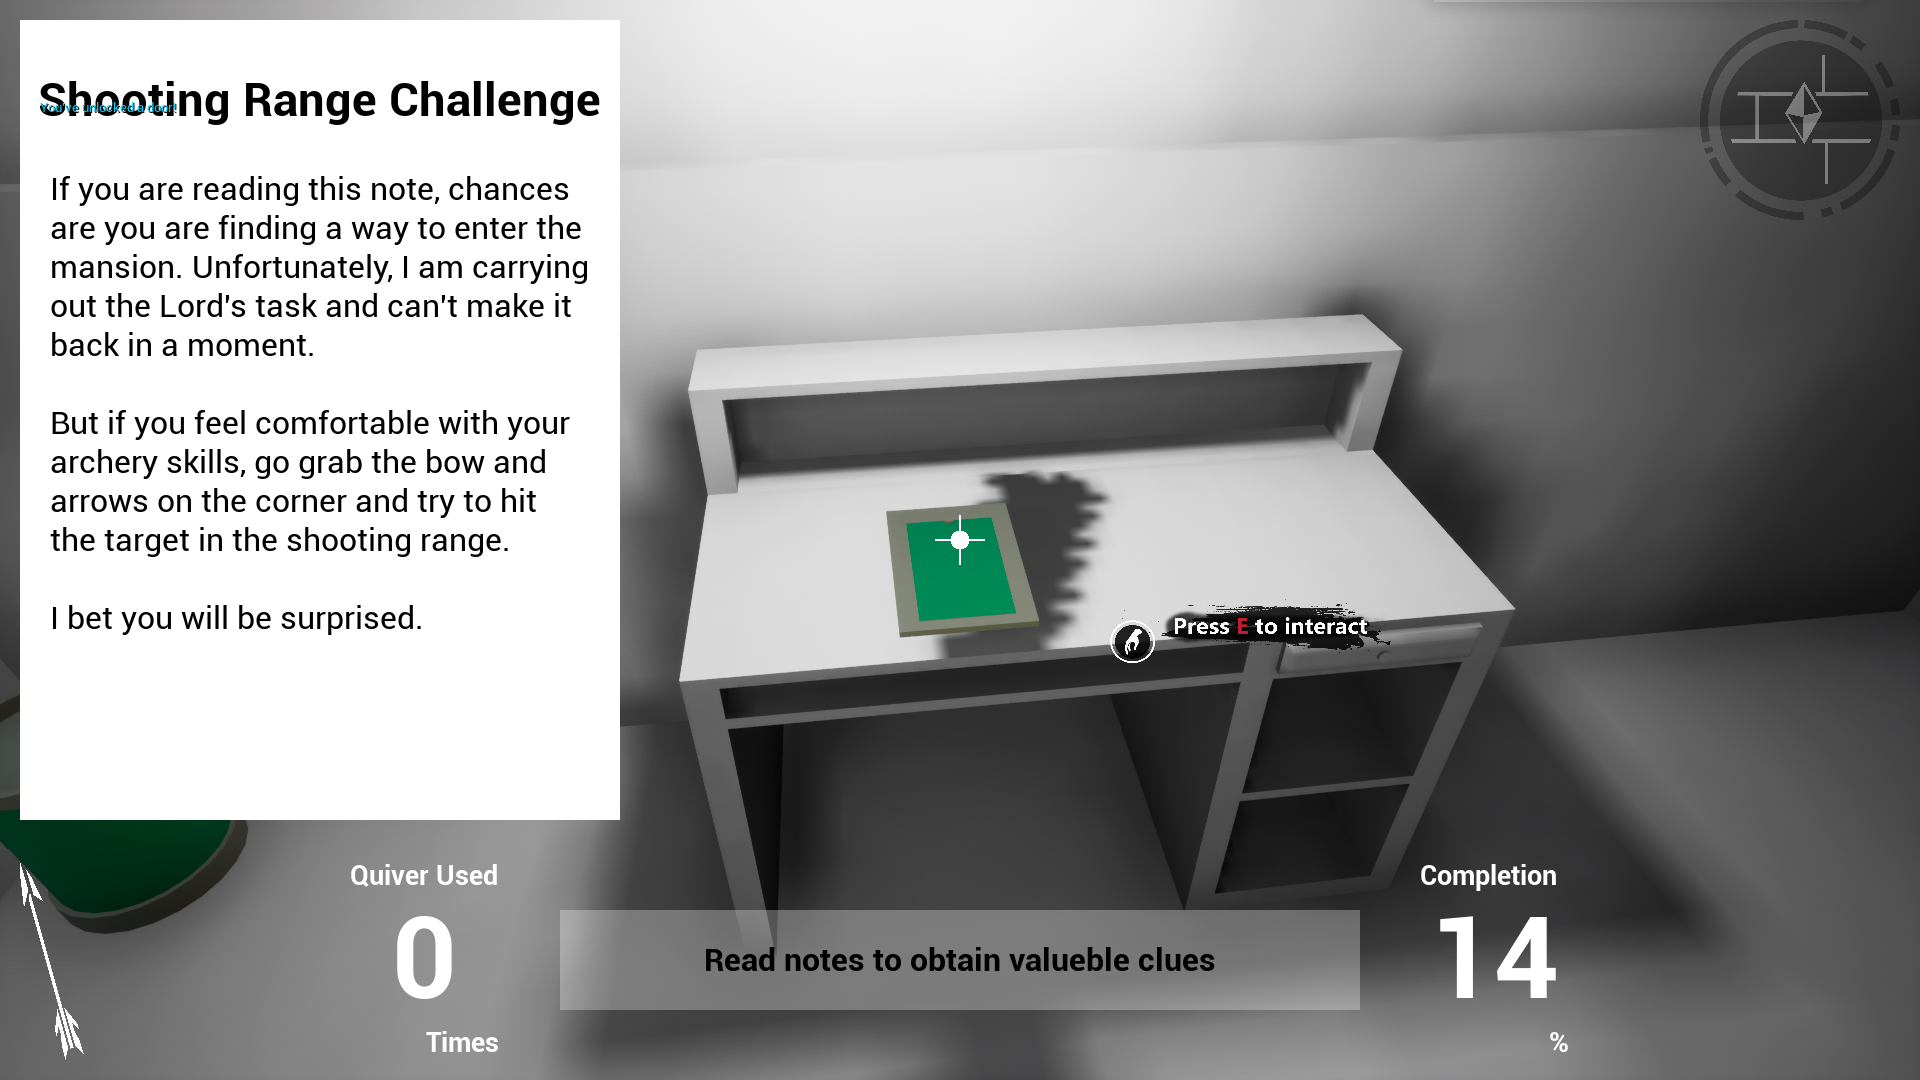 Shooting Range Challenge
You've unlocked a door!
If you are reading this note, chances
are you are finding a way to enter the
mansion. Unfortunately, I am carrying
out the Lord's task and can't make it
back in a moment.
But if you feel comfortable with your
archery skills, go grab the bow and
arrows on the corner and try to hit
the target in the shooting range.
I bet you will be surprised.
Press E to interact
Quiver Used
0
Times
Read notes to obtain valueble clues
Completion
14
%